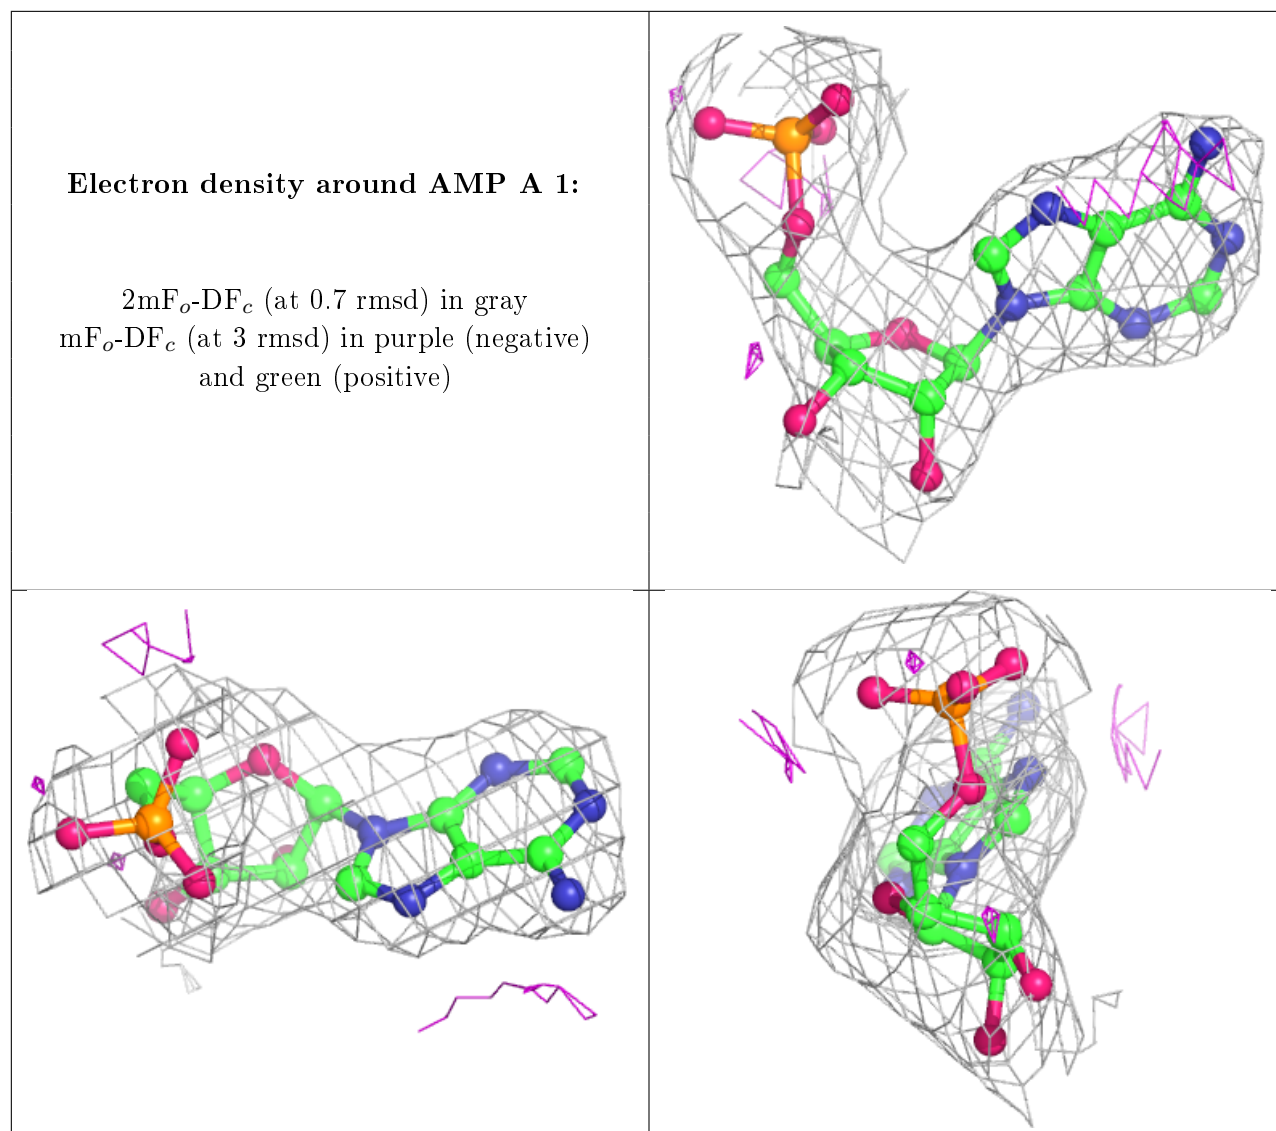 Electron density around AMP A 1:
2mFₒ-DF𝒸 (at 0.7 rmsd) in gray
mFₒ-DF𝒸 (at 3 rmsd) in purple (negative)
and green (positive)